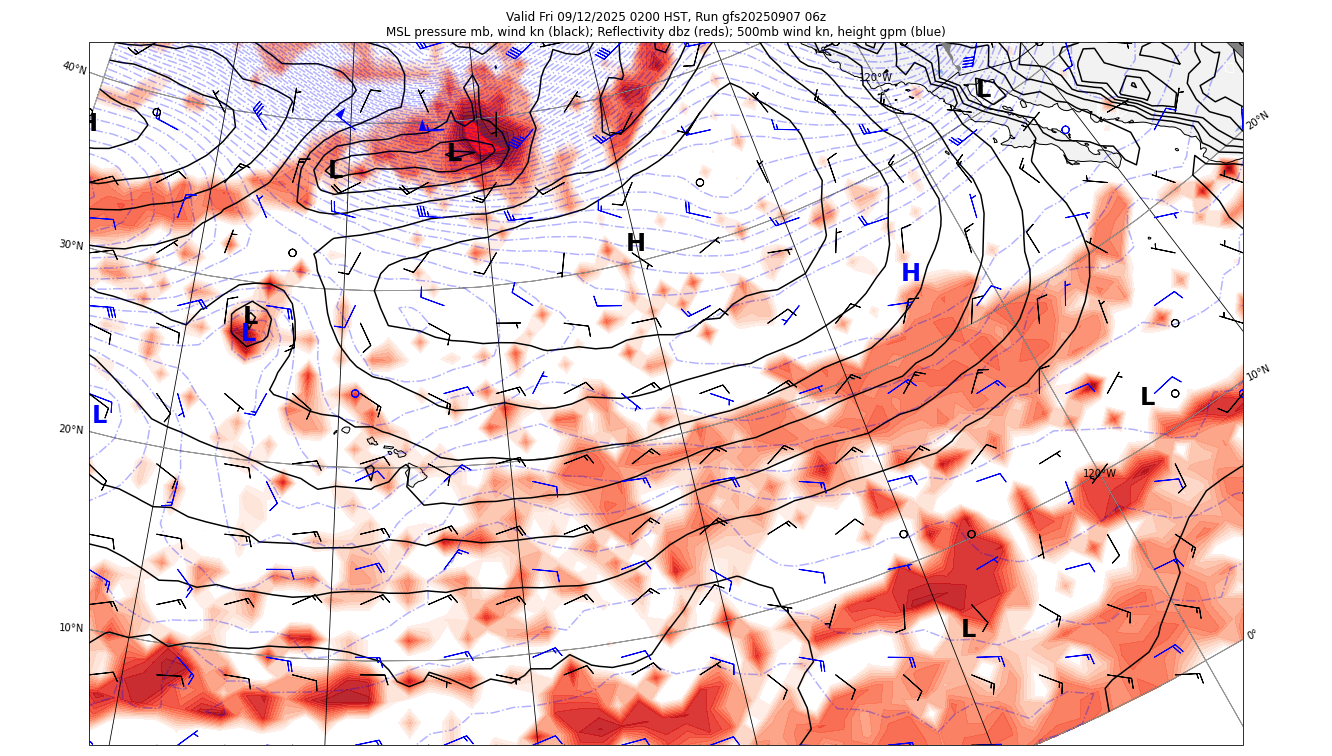 Valid Fri 09/12/2025 0200 HST, Run gfs20250907 06z
MSL pressure mb, wind kn (black); Reflectivity dbz (reds); 500mb wind kn, height gpm (blue)
40°N
120°W
L
20°N
H
L
L
30°N
H
H
L
L
10°N
L
L
20°N
120°W
10°N
L
0°